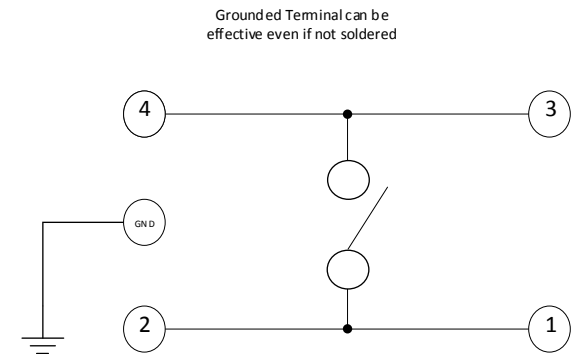 Grounded Terminal can be
effective even if not soldered
4
3
GND
2
1